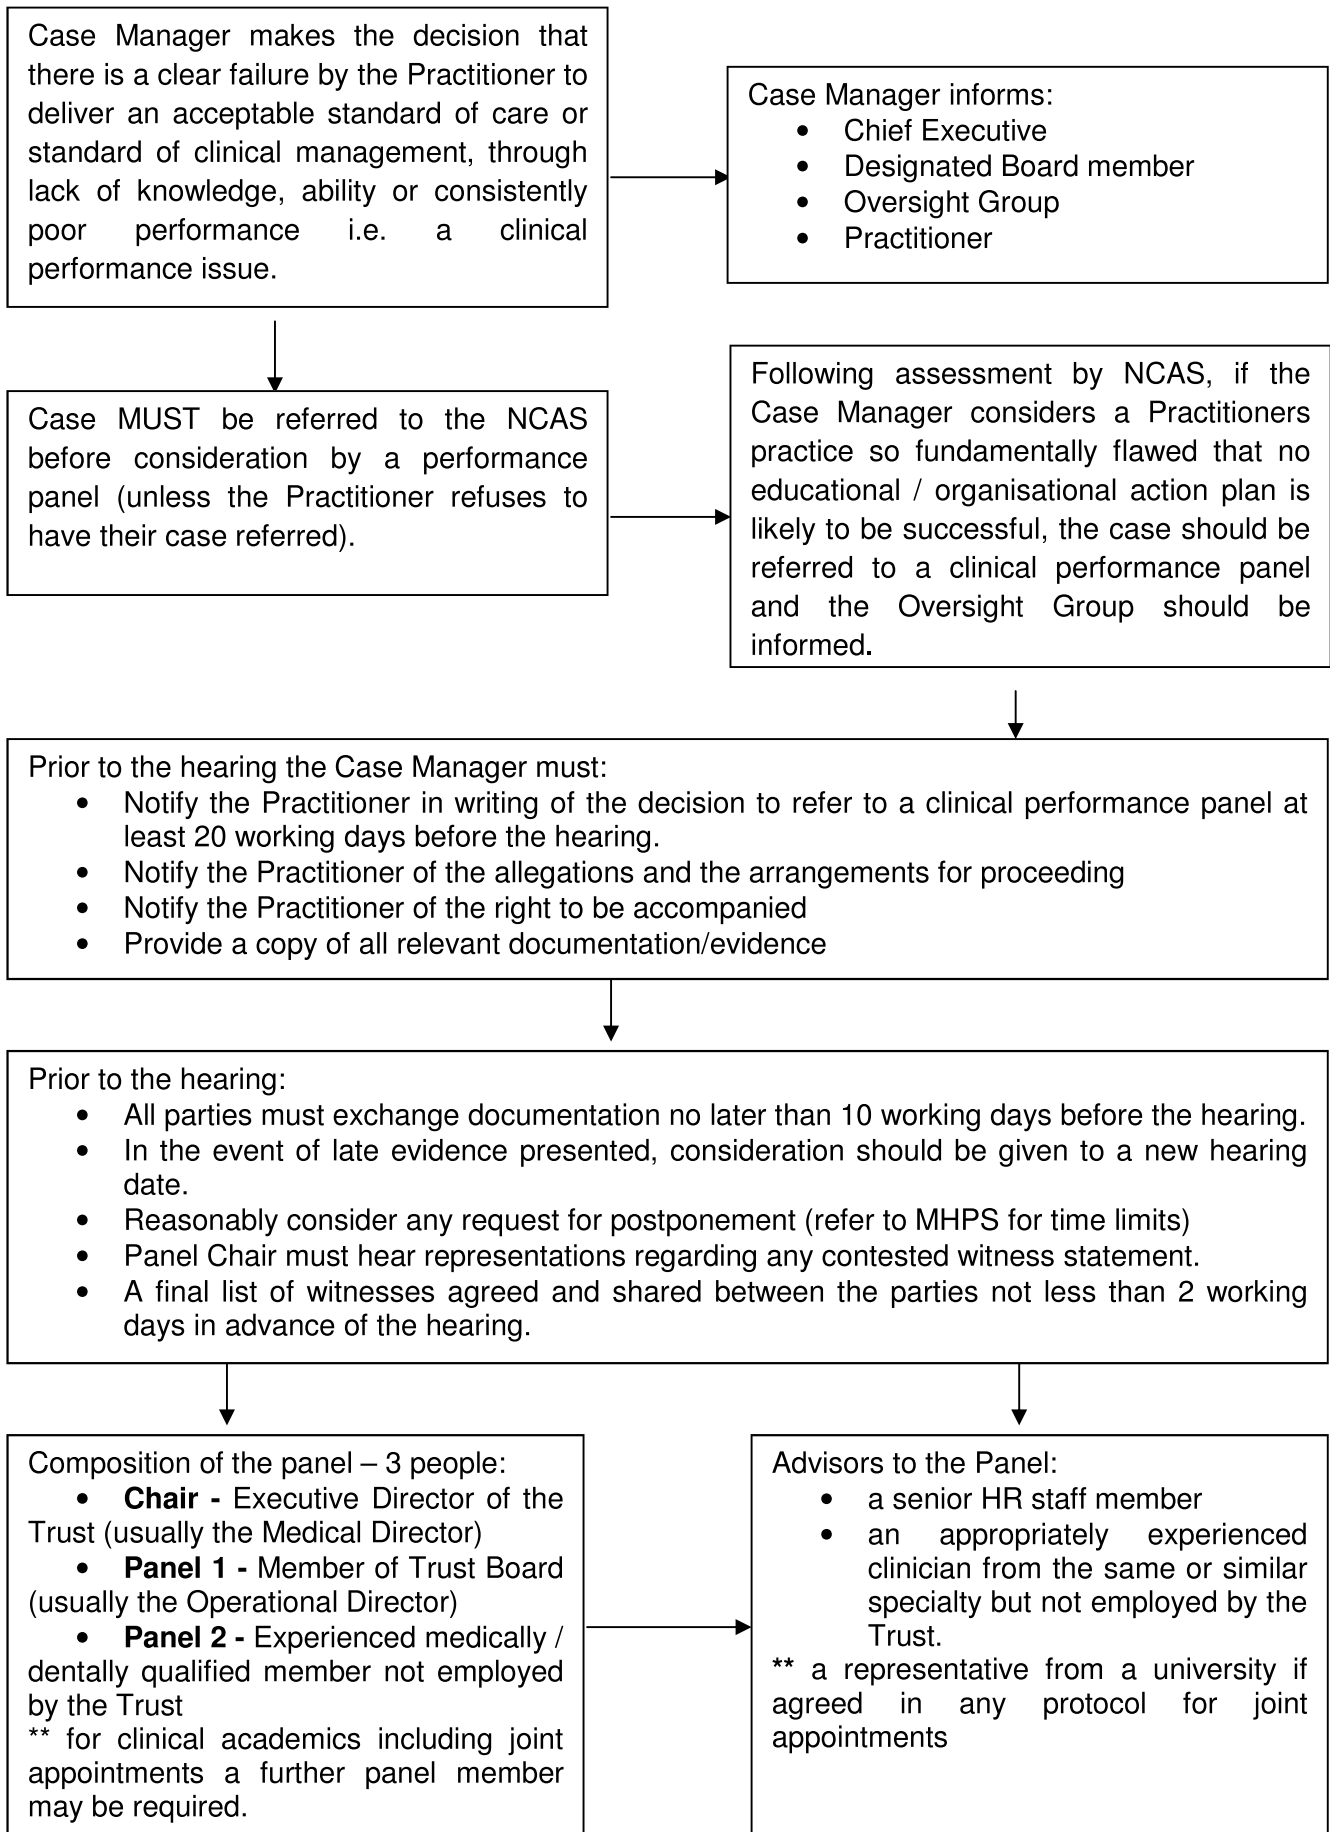 Case Manager makes the decision that
there is a clear failure by the Practitioner to
deliver an acceptable standard of care or
standard of clinical management, through
lack of knowledge, ability or consistently
poor performance i.e. a clinical
performance issue.
Case Manager informs:
• Chief Executive
• Designated Board member
• Oversight Group
• Practitioner
Case MUST be referred to the NCAS
before consideration by a performance
panel (unless the Practitioner refuses to
have their case referred).
Following assessment by NCAS, if the
Case Manager considers a Practitioners
practice so fundamentally flawed that no
educational / organisational action plan is
likely to be successful, the case should be
referred to a clinical performance panel
and the Oversight Group should be
informed.
Prior to the hearing the Case Manager must:
• Notify the Practitioner in writing of the decision to refer to a clinical performance panel at
least 20 working days before the hearing.
• Notify the Practitioner of the allegations and the arrangements for proceeding
• Notify the Practitioner of the right to be accompanied
• Provide a copy of all relevant documentation/evidence
Prior to the hearing:
• All parties must exchange documentation no later than 10 working days before the hearing.
• In the event of late evidence presented, consideration should be given to a new hearing
date.
• Reasonably consider any request for postponement (refer to MHPS for time limits)
• Panel Chair must hear representations regarding any contested witness statement.
• A final list of witnesses agreed and shared between the parties not less than 2 working
days in advance of the hearing.
Composition of the panel – 3 people:
• Chair - Executive Director of the
Trust (usually the Medical Director)
• Panel 1 - Member of Trust Board
(usually the Operational Director)
• Panel 2 - Experienced medically /
dentally qualified member not employed
by the Trust
** for clinical academics including joint
appointments a further panel member
may be required.
Advisors to the Panel:
• a senior HR staff member
• an appropriately experienced
clinician from the same or similar
specialty but not employed by the
Trust.
** a representative from a university if
agreed in any protocol for joint
appointments